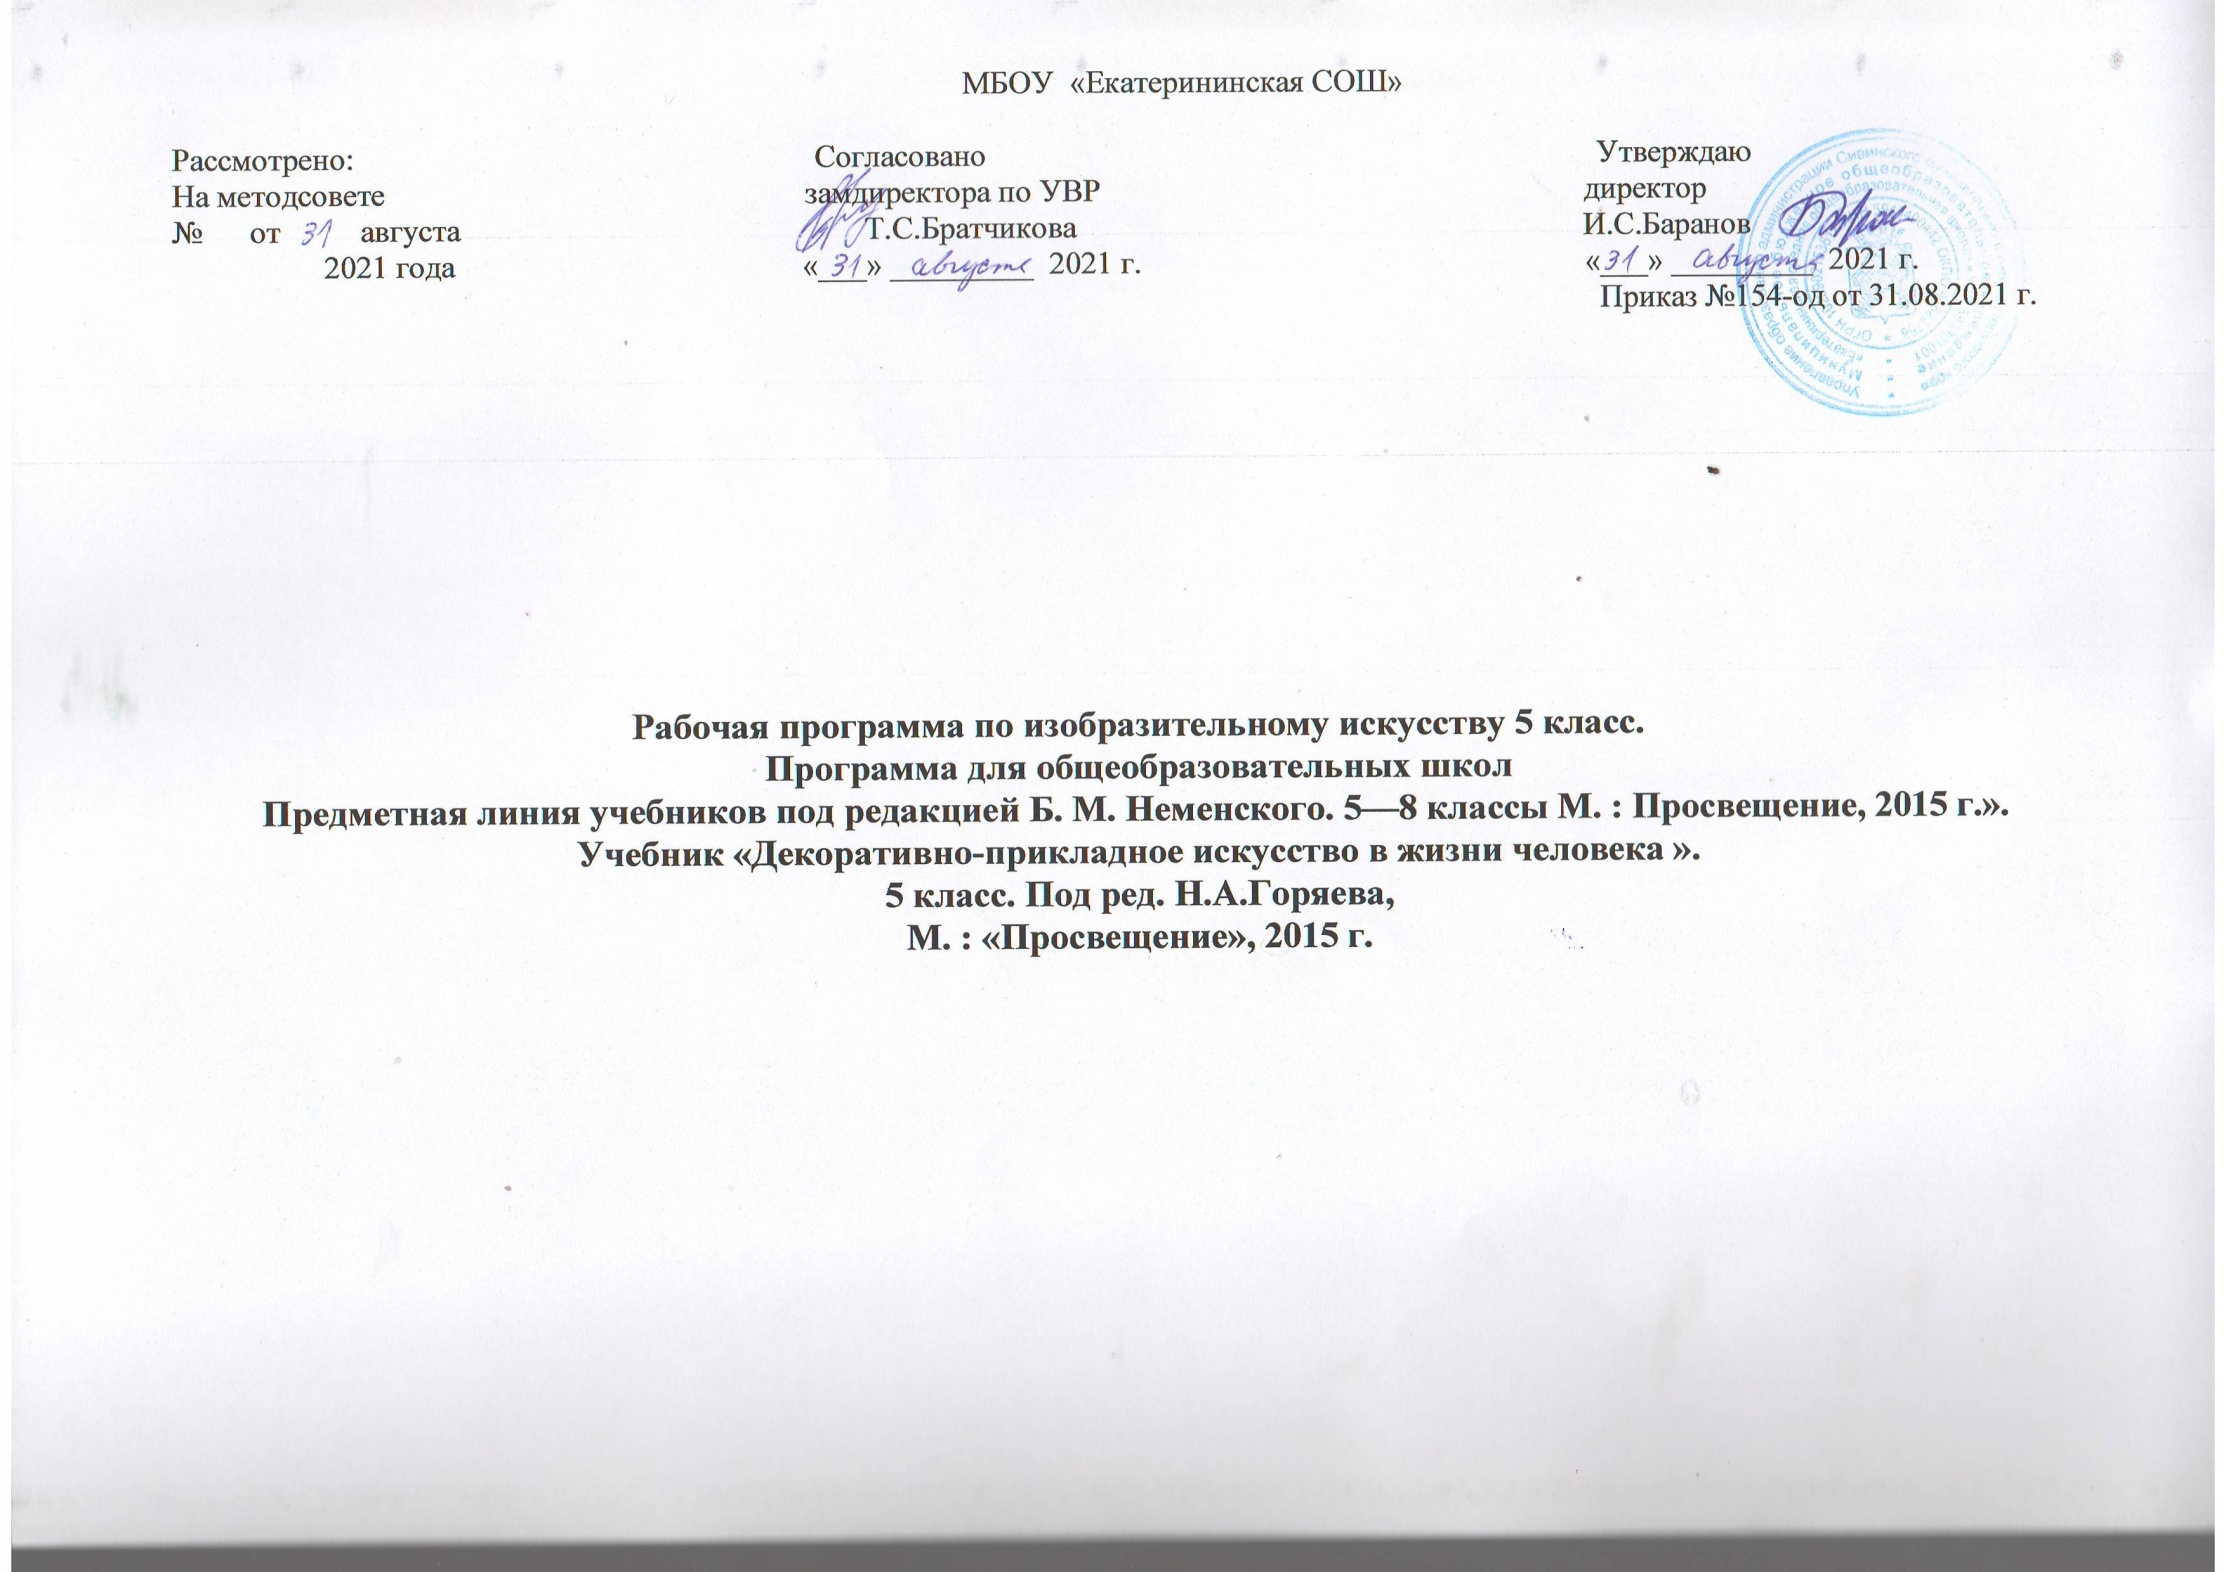 МБОУ «Екатерининская СОШ»
Рассмотрено:
На методсовете
№ от 31 августа
2021 года
Согласовано
замдиректора по УВР
Т.С.Братчикова
«31» августа 2021 г.
Утверждаю
директор
И.С.Баранов
«31» августа 2021 г.
Приказ №154-од от 31.08.2021 г.
Рабочая программа по изобразительному искусству 5 класс.
Программа для общеобразовательных школ
Предметная линия учебников под редакцией Б. М. Неменского. 5—8 классы М. : Просвещение, 2015 г.».
Учебник «Декоративно-прикладное искусство в жизни человека ».
5 класс. Под ред. Н.А.Горяева,
М. : «Просвещение», 2015 г.